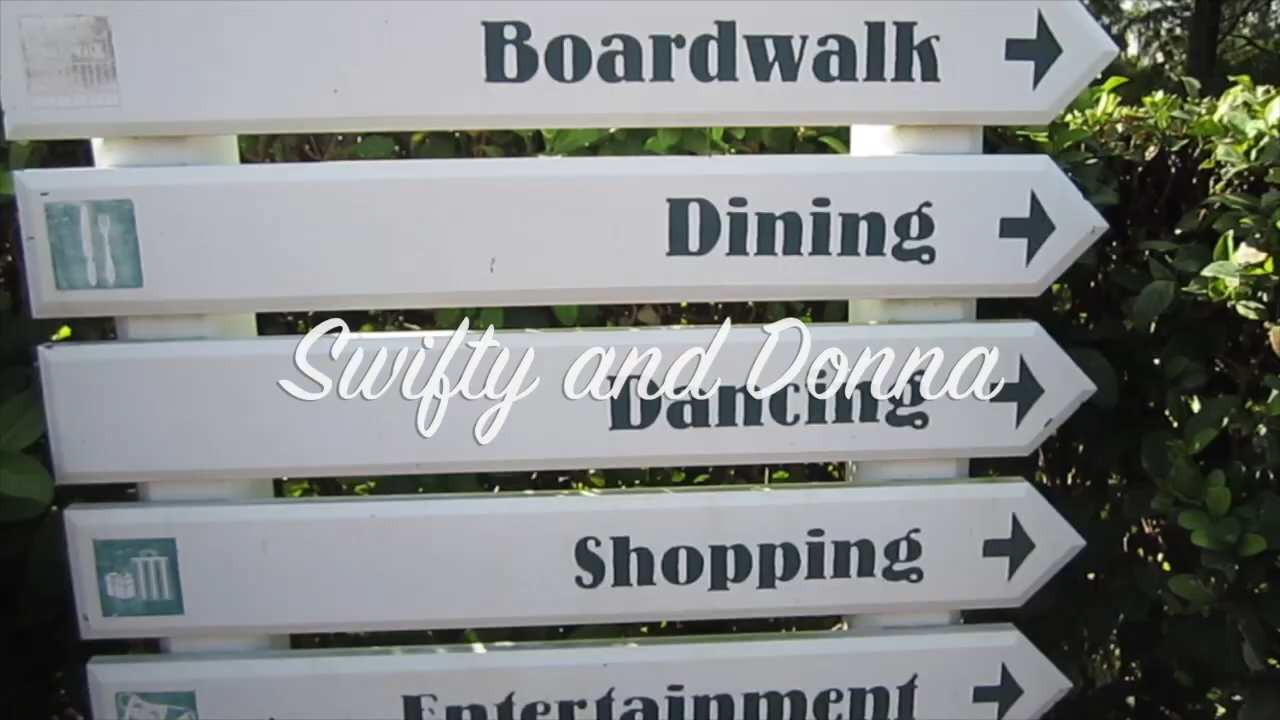 Boardwalk
Dining
Swifty and Donna
Dancing
Shopping
Entertainment